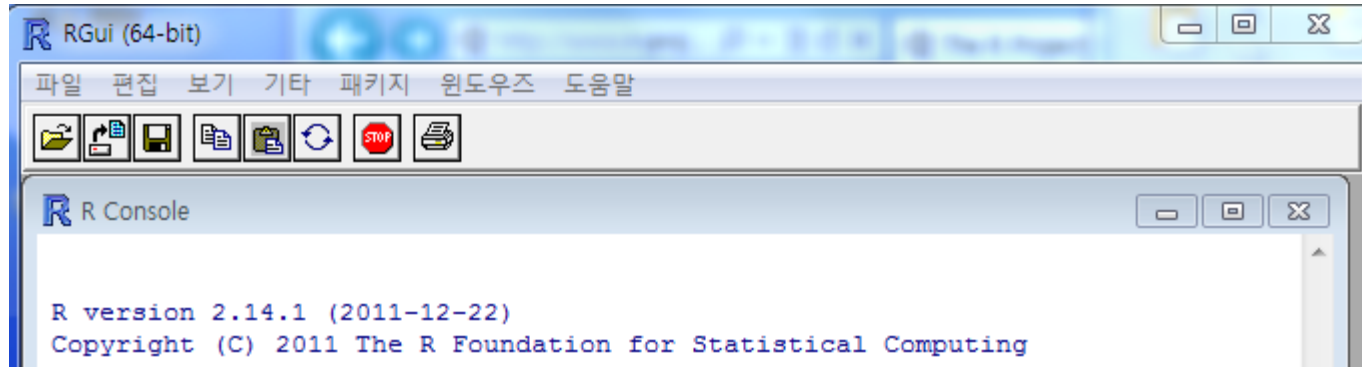 RGui (64-bit)
파일 편집 보기 기타 패키지 윈도우즈 도움말
STOP
R Console
R version 2.14.1 (2011-12-22)
Copyright (C) 2011 The R Foundation for Statistical Computing